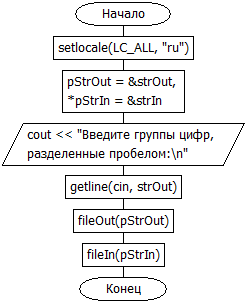 Начало
setlocale(LC_ALL, "ru")
pStrOut = &strOut,
*pStrIn = &strIn
cout << "Введите группы цифр,
разделенные пробелом:\n"
getline(cin, strOut)
fileOut(pStrOut)
fileIn(pStrIn)
Конец